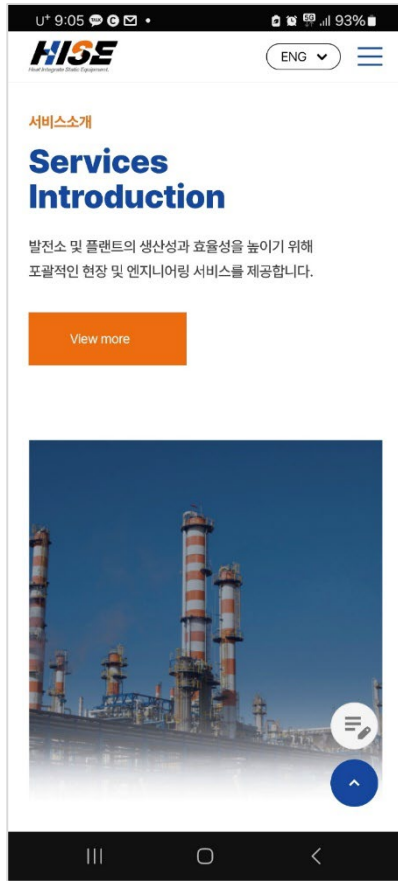 U⁺ 9:05
5G 93%
HISE
Heat Integrate Static Equipment.
ENG
서비스소개
Services
Introduction
발전소 및 플랜트의 생산성과 효율성을 높이기 위해
포괄적인 현장 및 엔지니어링 서비스를 제공합니다.
View more